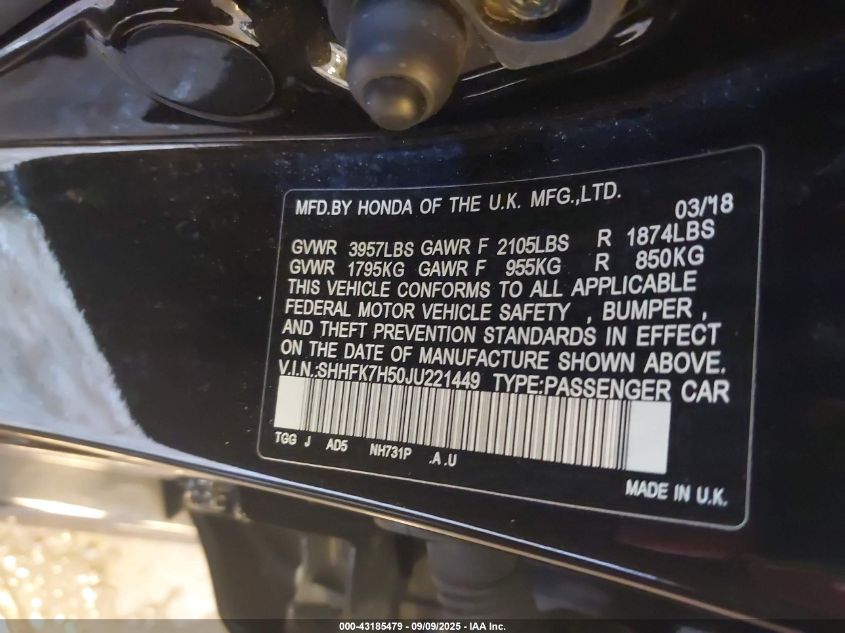 MFD.BY HONDA OF THE U.K. MFG.,LTD. 03/'18
GVWR 3957LBS GAWR F 2105LBS R 1874LBS
GVWR 1795KG GAWR F 955KG R 850KG
THIS VEHICLE CONFORMS TO ALL APPLICABLE
FEDERAL MOTOR VEHICLE SAFETY , BUMPER ,
AND THEFT PREVENTION STANDARDS IN EFFECT
ON THE DATE OF MANUFACTURE SHOWN ABOVE.
V.I.N.:SHHFK7H50JU221449 TYPE:PASSENGER CAR
TGG J AD5 NH731P .A .U
MADE IN U.K.
000-43185479 - 09/09/2025 - IAA Inc.